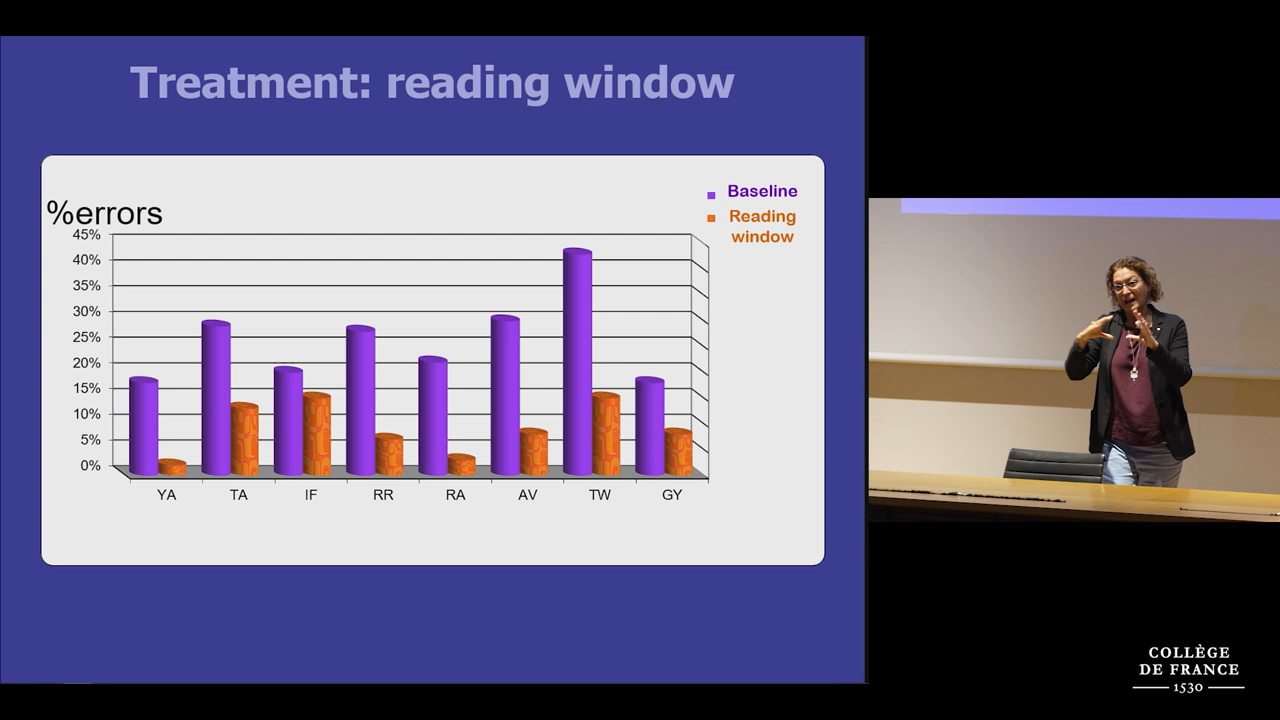 Treatment: reading window
%errors
Baseline
Reading
window
45%
40%
35%
30%
25%
20%
15%
10%
5%
0%
YA TA IF RR RA AV TW GY
COLLÈGE
DE FRANCE
1530